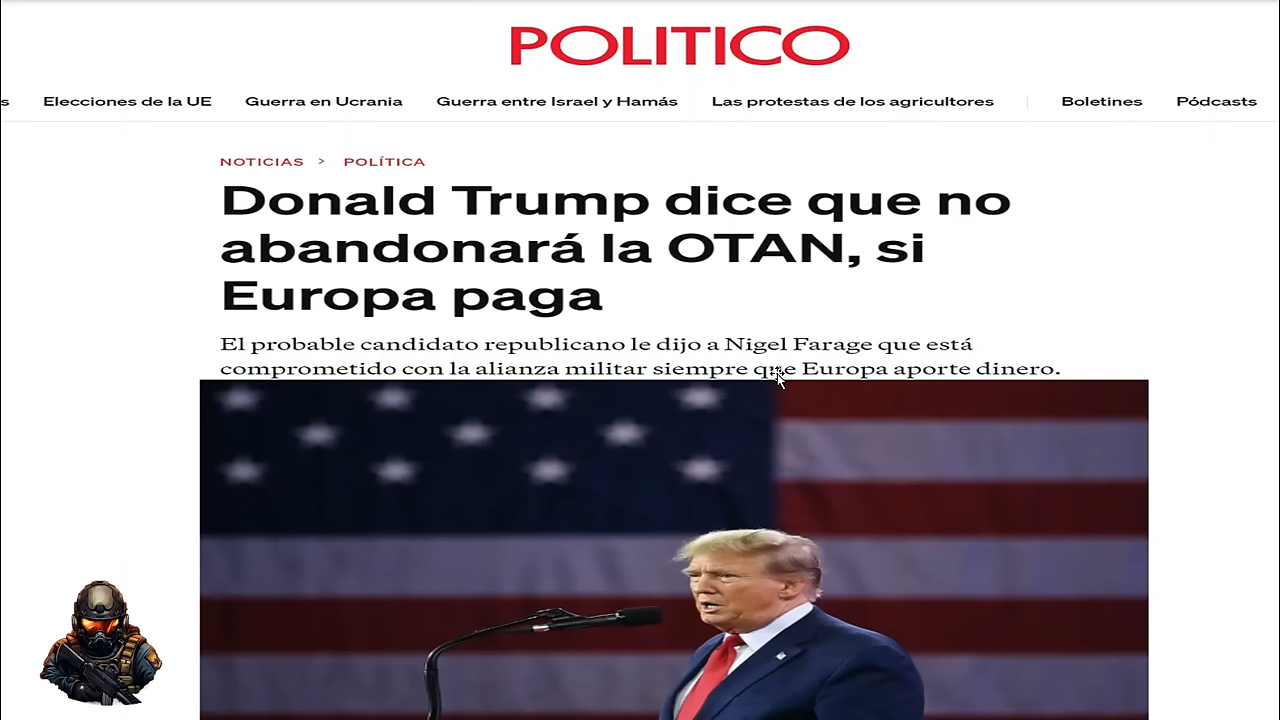 POLITICO
s Elecciones de la UE Guerra en Ucrania Guerra entre Israel y Hamás Las protestas de los agricultores Boletines Pódcasts
NOTICIAS > POLÍTICA
Donald Trump dice que no
abandonará la OTAN, si
Europa paga
El probable candidato republicano le dijo a Nigel Farage que está
comprometido con la alianza militar siempre que Europa aporte dinero.